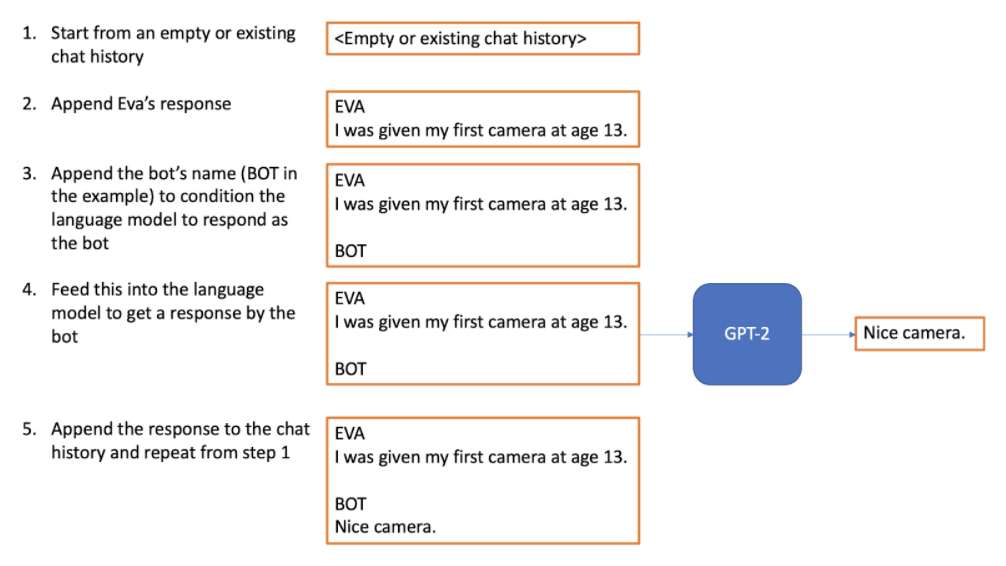 1. Start from an empty or existing
chat history
<Empty or existing chat history>
2. Append Eva’s response
EVA
I was given my first camera at age 13.
3. Append the bot’s name (BOT in
the example) to condition the
language model to respond as
the bot
EVA
I was given my first camera at age 13.
BOT
4. Feed this into the language
model to get a response by the
bot
EVA
I was given my first camera at age 13.
BOT
GPT-2
Nice camera.
5. Append the response to the chat
history and repeat from step 1
EVA
I was given my first camera at age 13.
BOT
Nice camera.